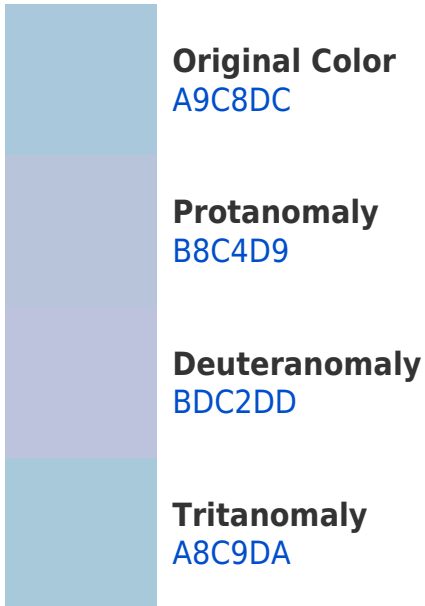 Original Color
A9C8DC
Protanomaly
B8C4D9
Deuteranomaly
BDC2DD
Tritanomaly
A8C9DA